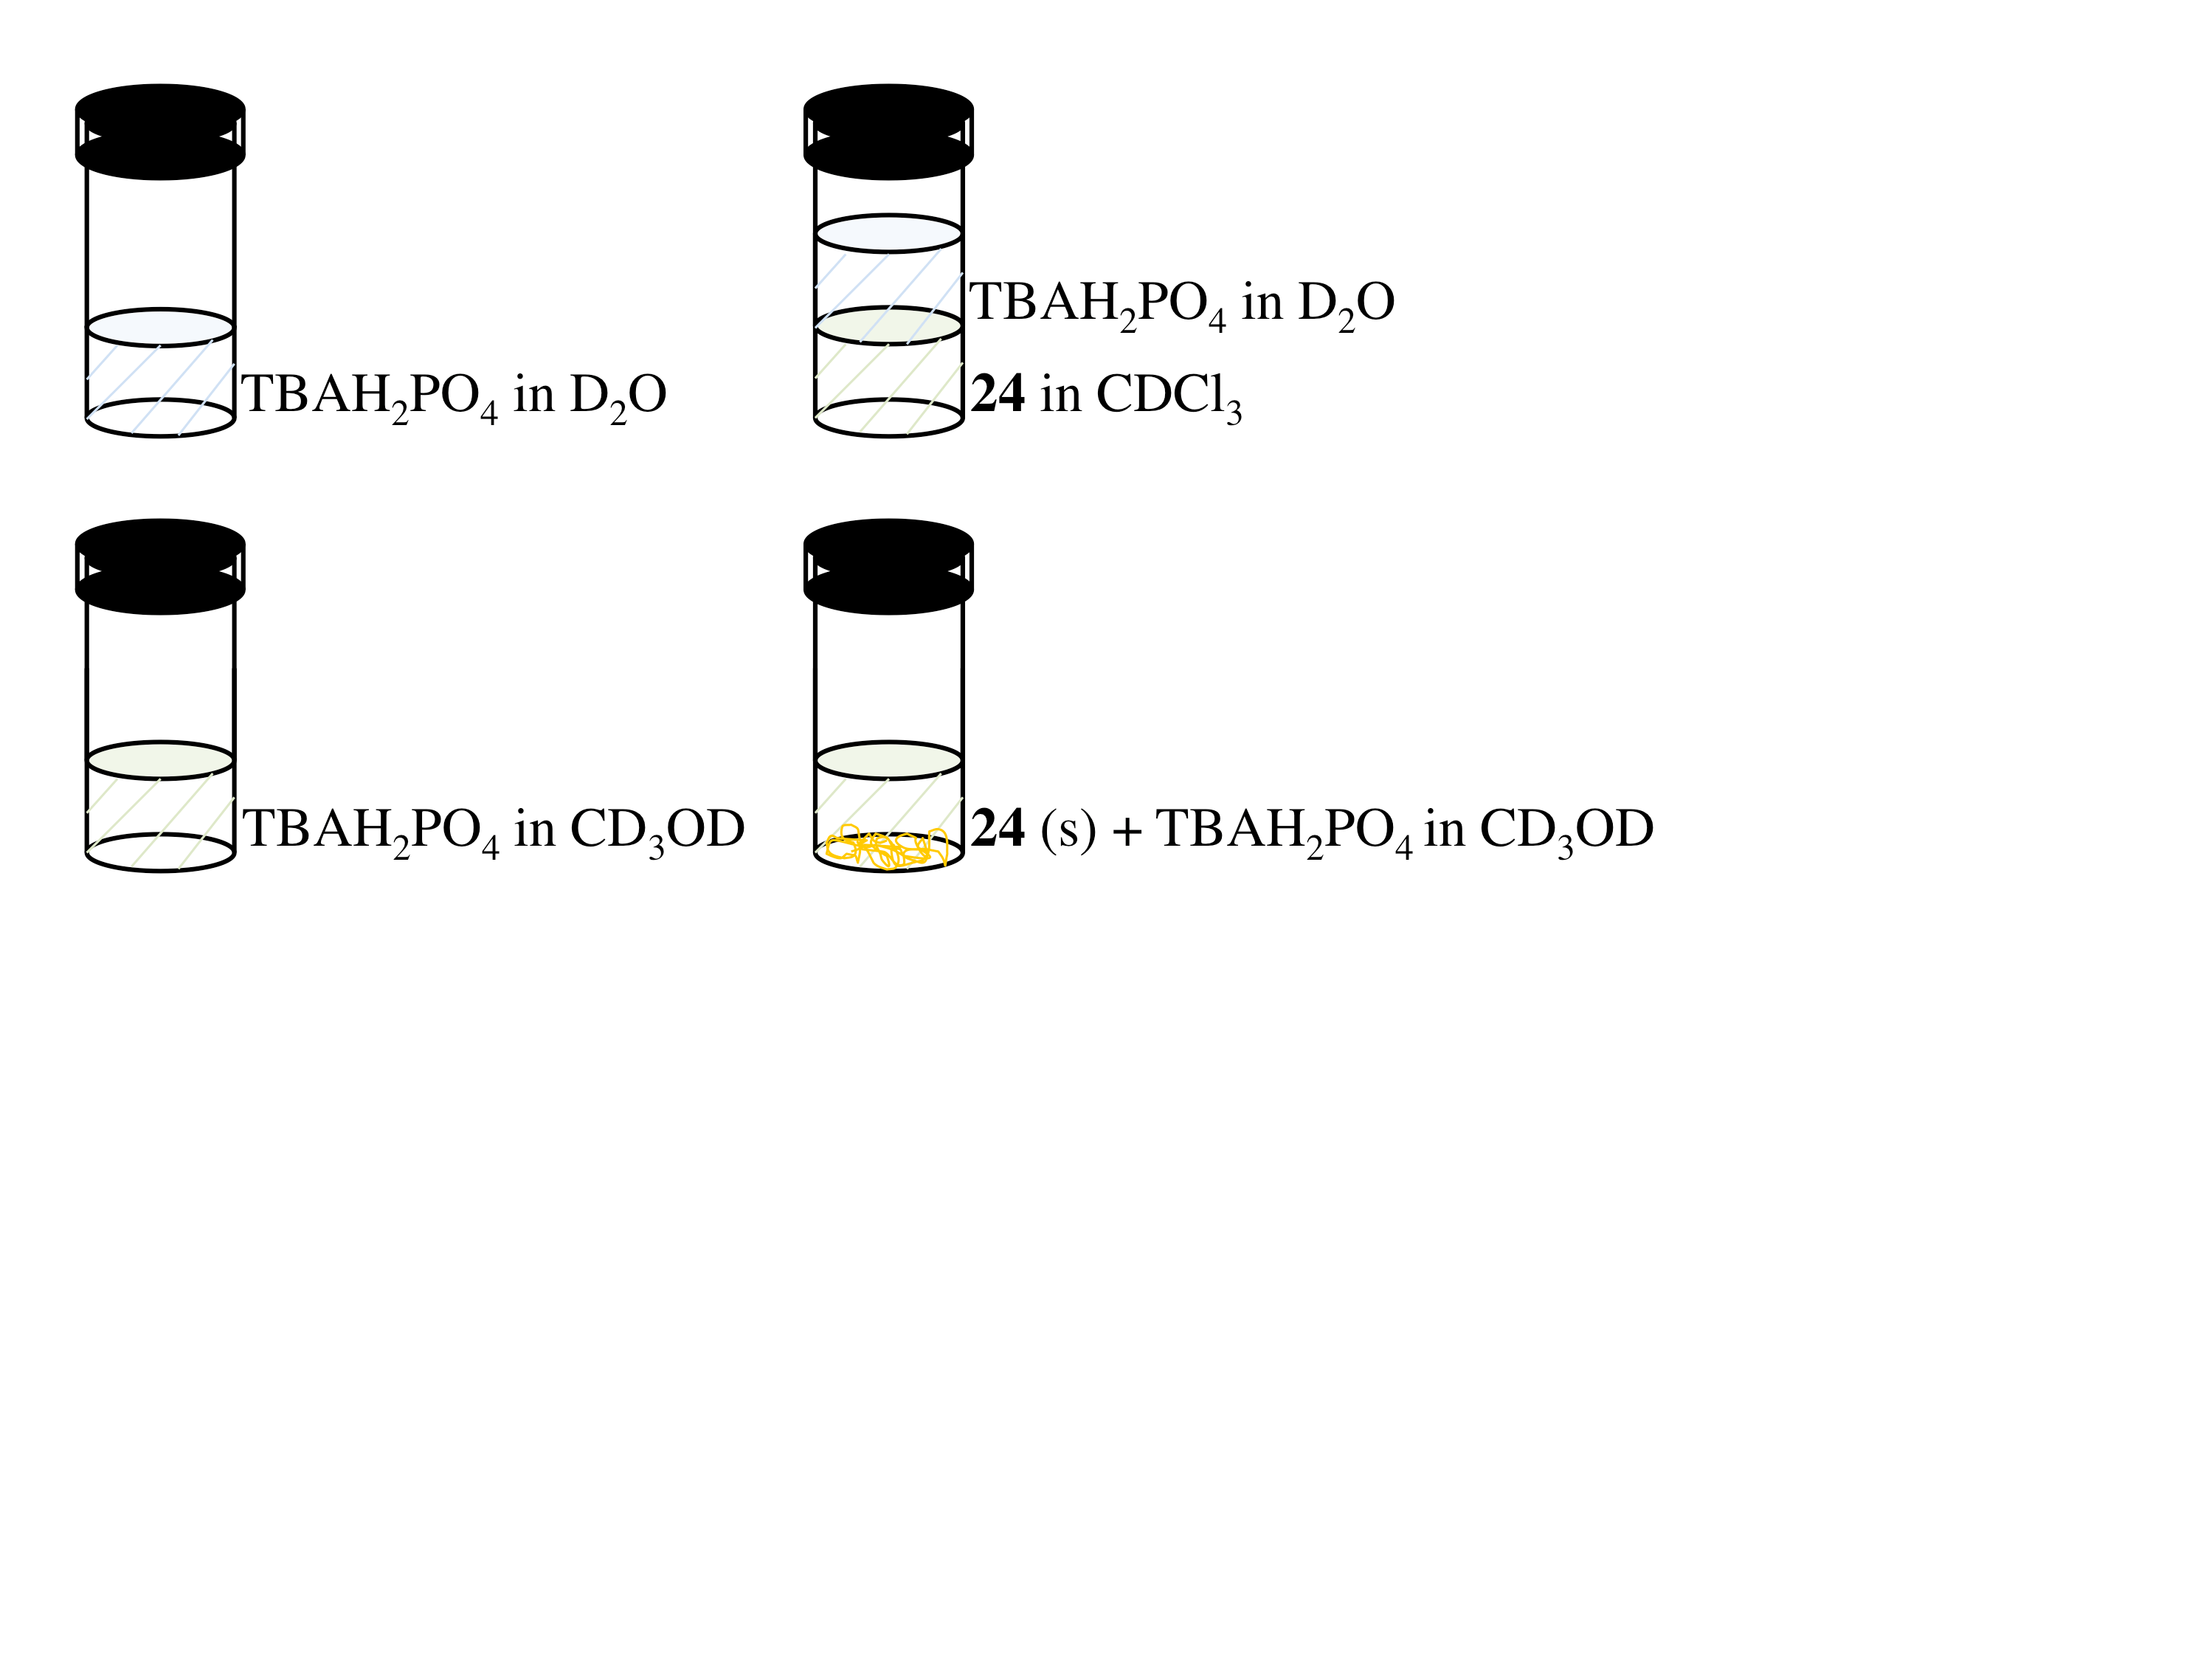 TBAH₂PO₄ in D₂O
TBAH₂PO₄ in D₂O
24 in CDCl₃
TBAH₂PO₄ in CD₃OD
24 (s) + TBAH₂PO₄ in CD₃OD